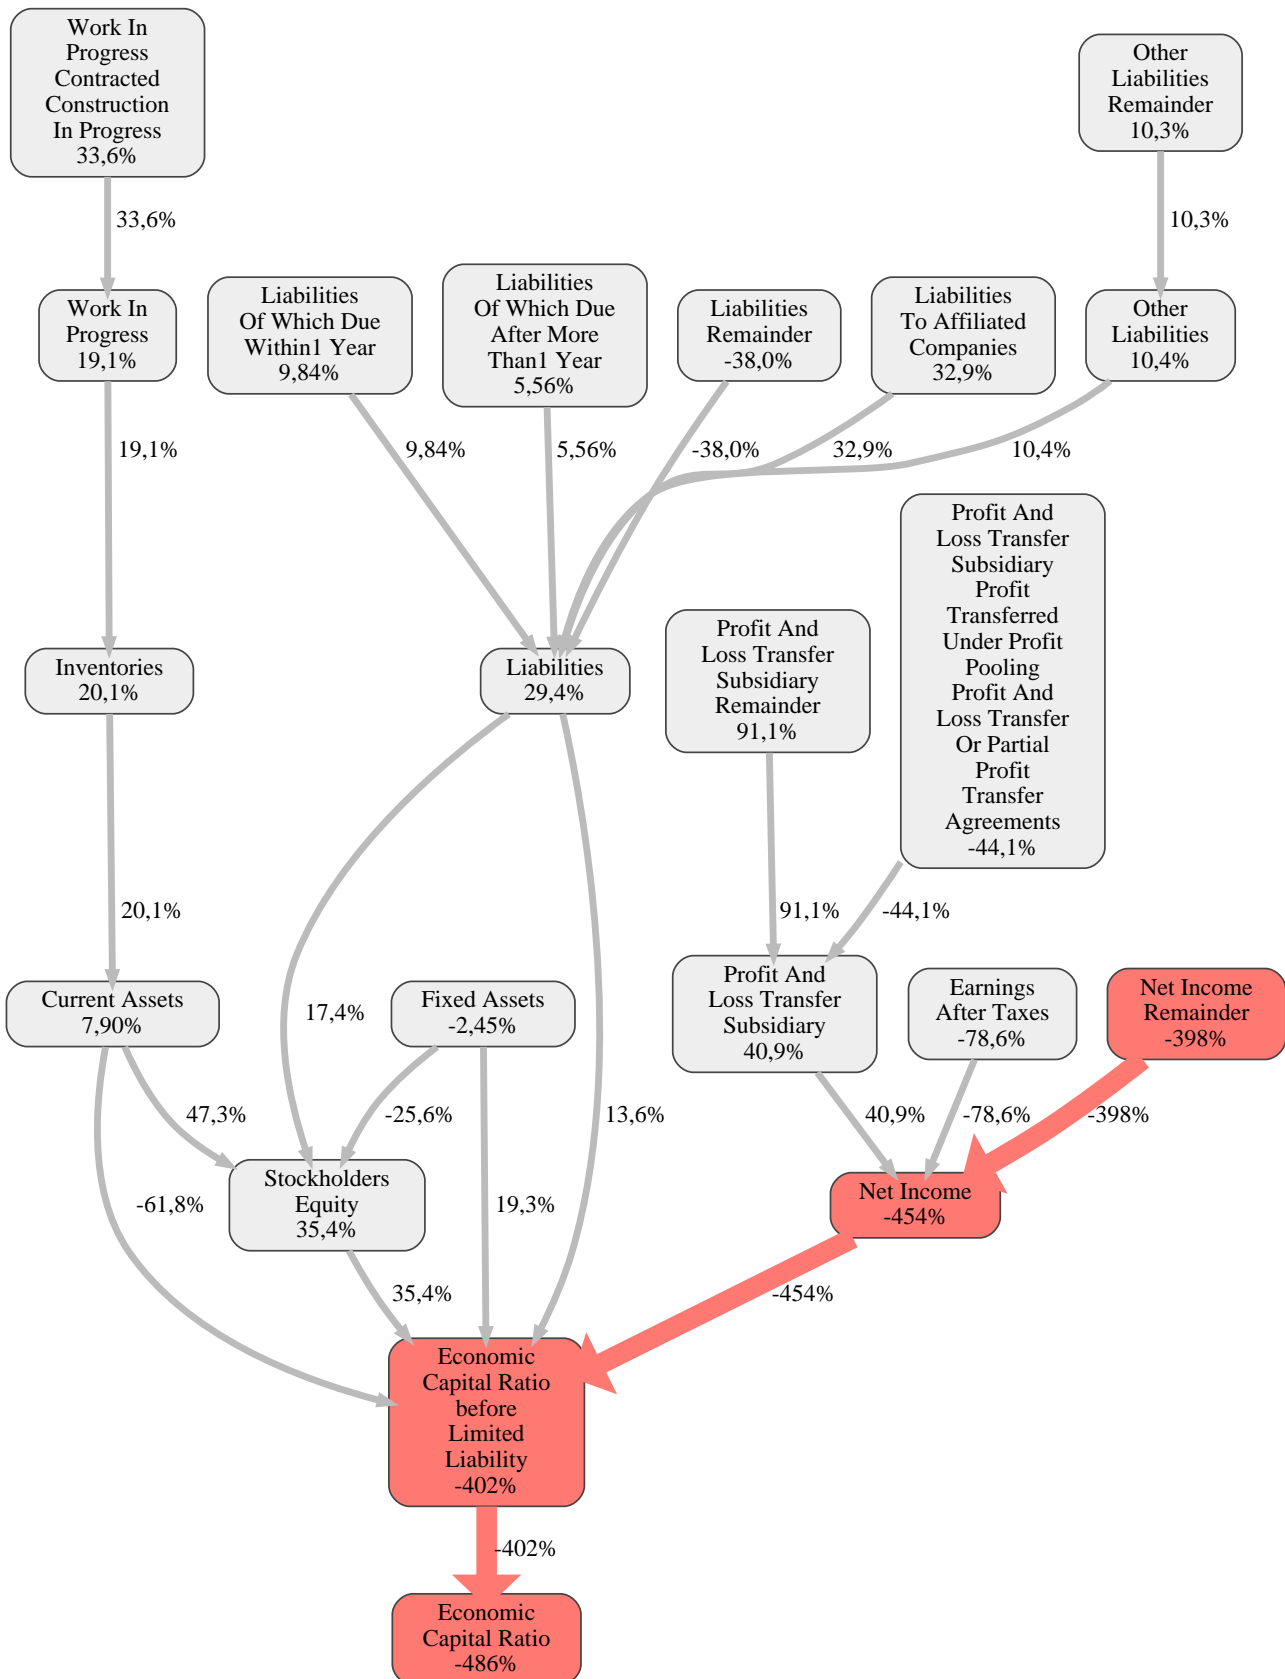 Work In
Progress
Contracted
Construction
In Progress
33,6%
Other
Liabilities
Remainder
10,3%
33,6%
10,3%
Work In
Progress
19,1%
Liabilities
Of Which Due
Within1 Year
9,84%
Liabilities
Of Which Due
After More
Than1 Year
5,56%
Liabilities
Remainder
-38,0%
Liabilities
To Affiliated
Companies
32,9%
Other
Liabilities
10,4%
19,1%
9,84%
5,56%
-38,0%
32,9%
10,4%
Profit And
Loss Transfer
Subsidiary
Profit
Transferred
Under Profit
Pooling
Profit And
Loss Transfer
Or Partial
Profit
Transfer
Agreements
-44,1%
Inventories
20,1%
Liabilities
29,4%
Profit And
Loss Transfer
Subsidiary
Remainder
91,1%
20,1%
91,1%
-44,1%
Current Assets
7,90%
17,4%
Fixed Assets
-2,45%
Profit And
Loss Transfer
Subsidiary
40,9%
Earnings
After Taxes
-78,6%
Net Income
Remainder
-398%
47,3%
-25,6%
13,6%
40,9%
-78,6%
-398%
-61,8%
Stockholders
Equity
35,4%
19,3%
Net Income
-454%
35,4%
-454%
Economic
Capital Ratio
before
Limited
Liability
-402%
-402%
Economic
Capital Ratio
-486%